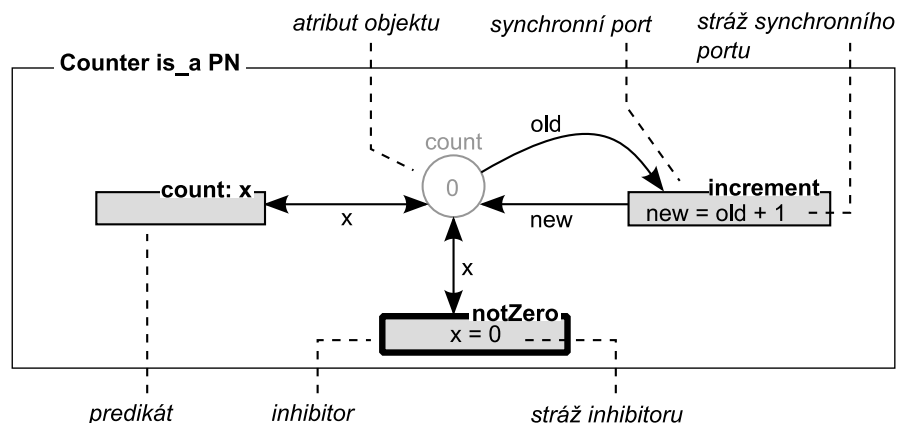 atribut objektu
synchronní port
stráž synchronního
portu
Counter is_a PN
old
count
0
count: x
x
new
increment
new = old + 1
x
notZero
x = 0
predikát
inhibitor
stráž inhibitoru